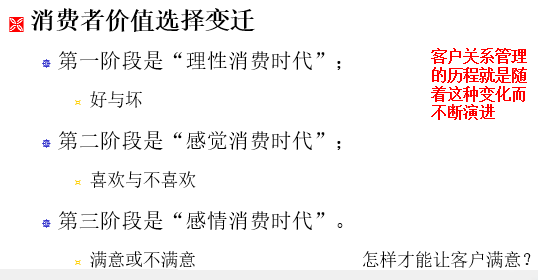 消费者价值选择变迁
第一阶段是“理性消费时代”；
好与坏
第二阶段是“感觉消费时代”；
喜欢与不喜欢
第三阶段是“感情消费时代”。
满意或不满意
怎样才能让客户满意？
客户关系管理
的历程就是随
着这种变化而
不断演进